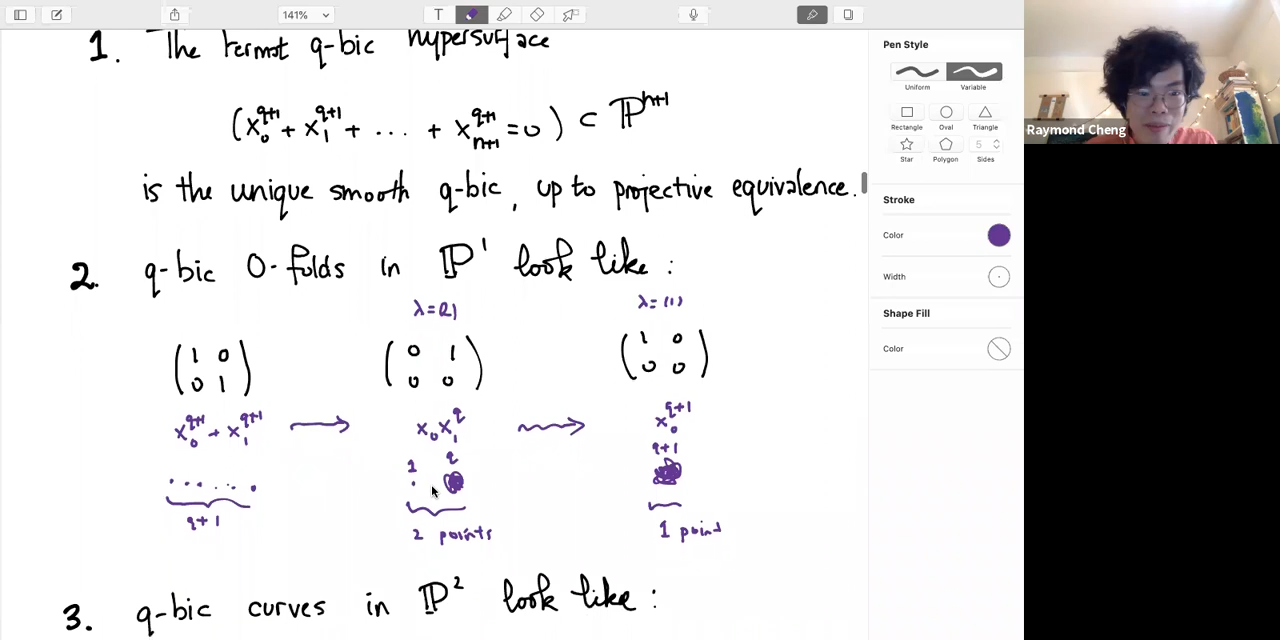 141%
T
1. The Fermat q-bic hypersurface
(x₀^{q+1} + x₁^{q+1} + ... + x_{n+1}^{q+1} = 0) ⊂ ℙ^{n+1}
is the unique smooth q-bic, up to projective equivalence.
2. q-bic 0-folds in ℙ¹ look like :
λ=(2) λ=(1)
(1 0 (0 1 (1 0
0 1) 0 0) 0 0)
x₀^{q+1} + x₁^{q+1} → x₀x₁^q ⇝ x₀^{q+1}
1 q q+1
q+1 2 points 1 point
3. q-bic curves in ℙ² look like :
Pen Style
Uniform Variable
Rectangle Oval Triangle
5
Star Polygon Sides
Stroke
Color
Width
Shape Fill
Color
Raymond Cheng